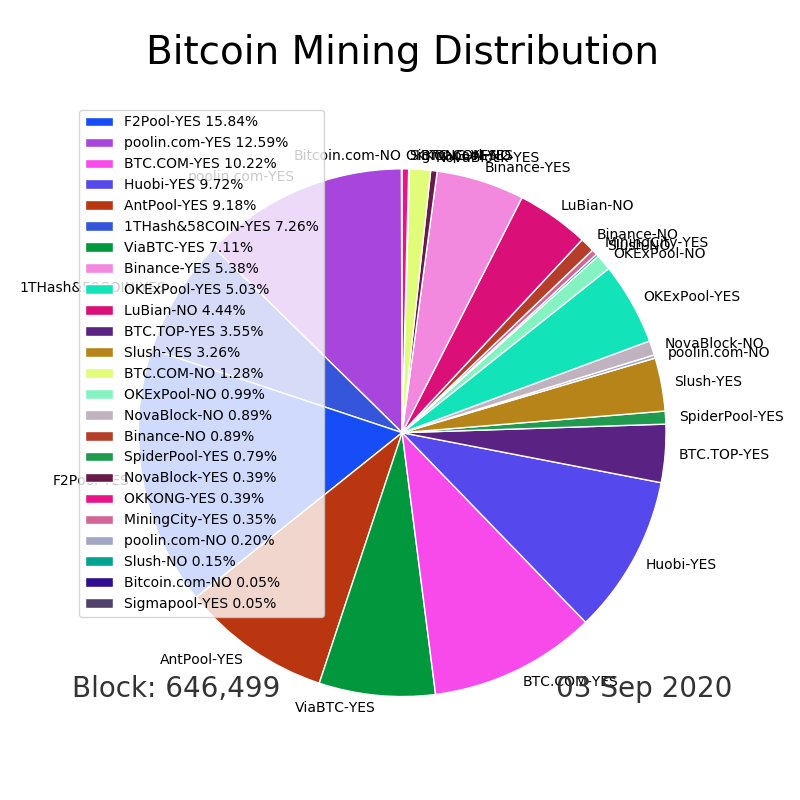 Bitcoin Mining Distribution
F2Pool-YES 15.84%
poolin.com-YES 12.59%
BTC.COM-YES 10.22%
Huobi-YES 9.72%
AntPool-YES 9.18%
1THash&58COIN-YES 7.26%
ViaBTC-YES 7.11%
Binance-YES 5.38%
OKExPool-YES 5.03%
LuBian-NO 4.44%
BTC.TOP-YES 3.55%
Slush-YES 3.26%
BTC.COM-NO 1.28%
OKExPool-NO 0.99%
NovaBlock-NO 0.89%
Binance-NO 0.89%
SpiderPool-YES 0.79%
NovaBlock-YES 0.39%
OKKONG-YES 0.39%
MiningCity-YES 0.35%
poolin.com-NO 0.20%
Slush-NO 0.15%
Bitcoin.com-NO 0.05%
Sigmapool-YES 0.05%
Bitcoin.com-NO
Binance-YES
poolin.com-YES
LuBian-NO
Binance-NO
MiningCity-YES
Slush-NO
OKExPool-NO
OKExPool-YES
NovaBlock-NO
poolin.com-NO
Slush-YES
SpiderPool-YES
BTC.TOP-YES
Huobi-YES
AntPool-YES
BTC.COM-YES
ViaBTC-YES
Block: 646,499
03 Sep 2020